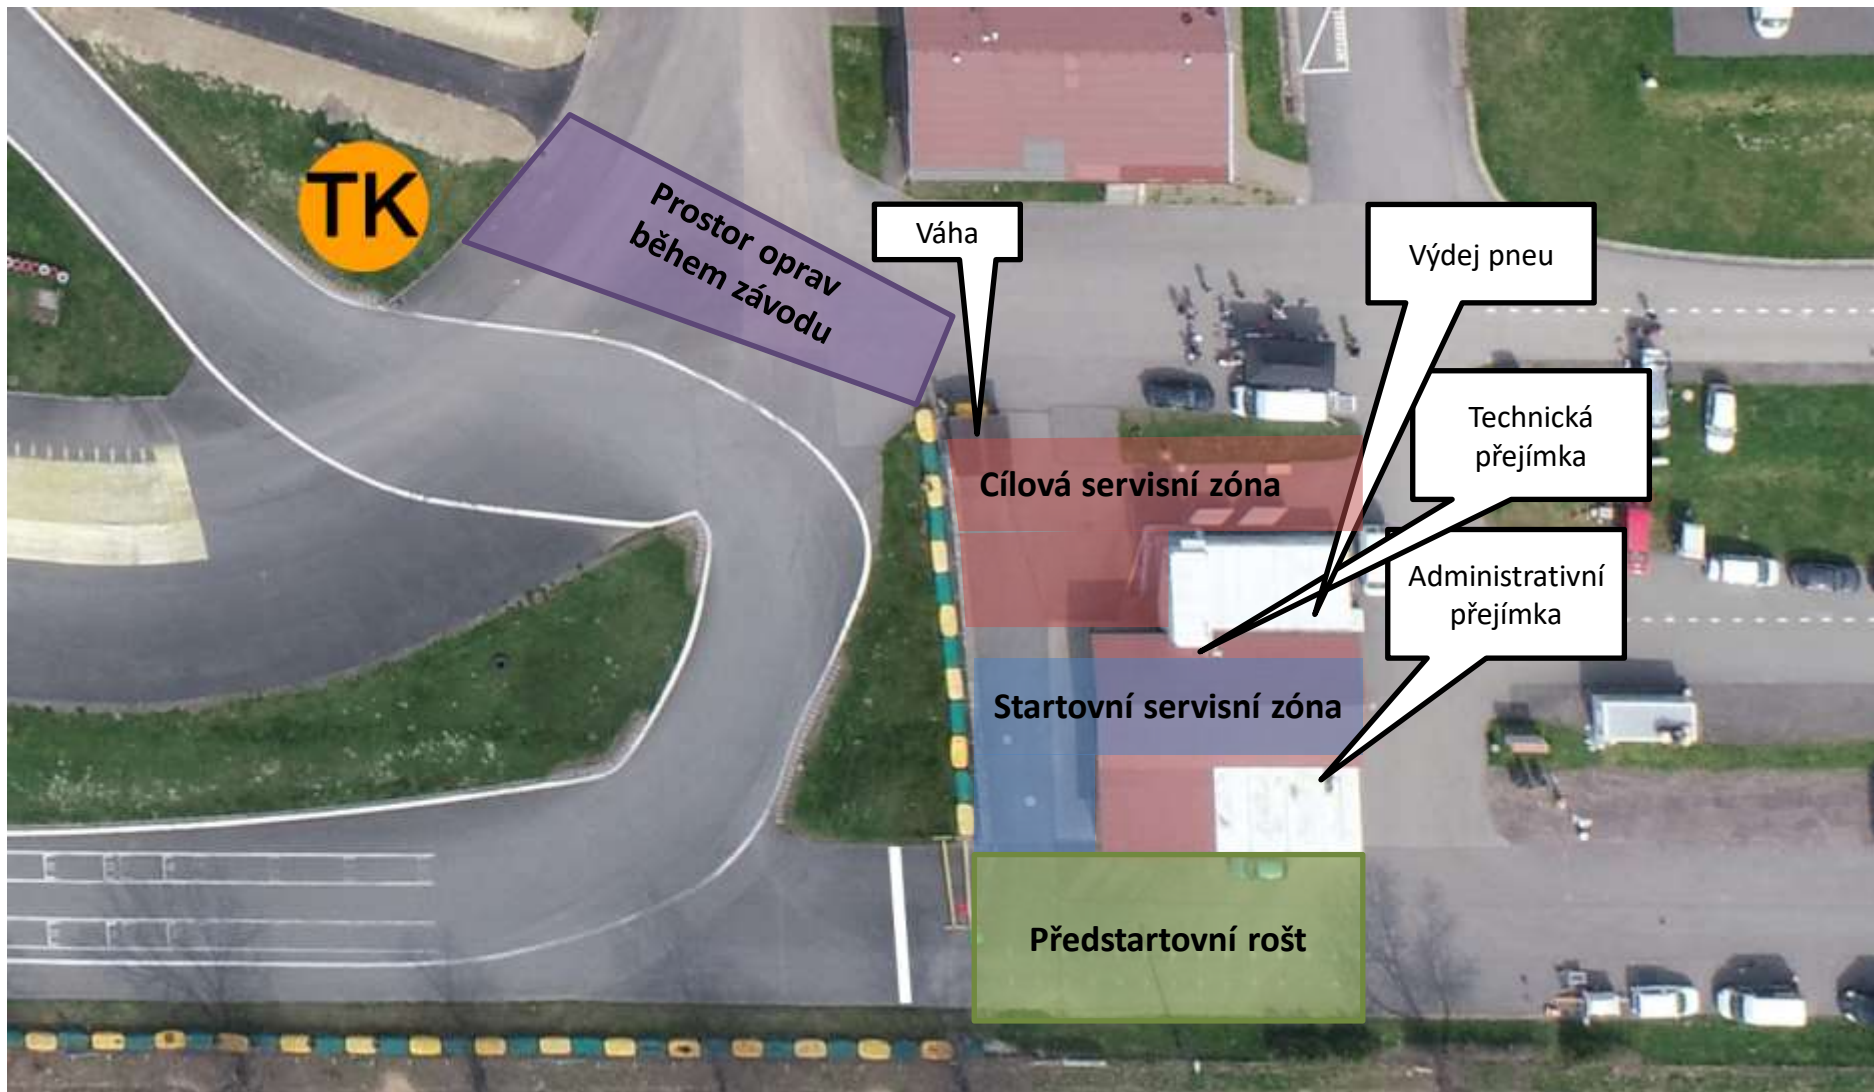 TK
Prostor oprav
během závodu
Váha
Výdej pneu
Technická
přejímka
Cílová servisní zóna
Administrativní
přejímka
Startovní servisní zóna
Předstartovní rošt